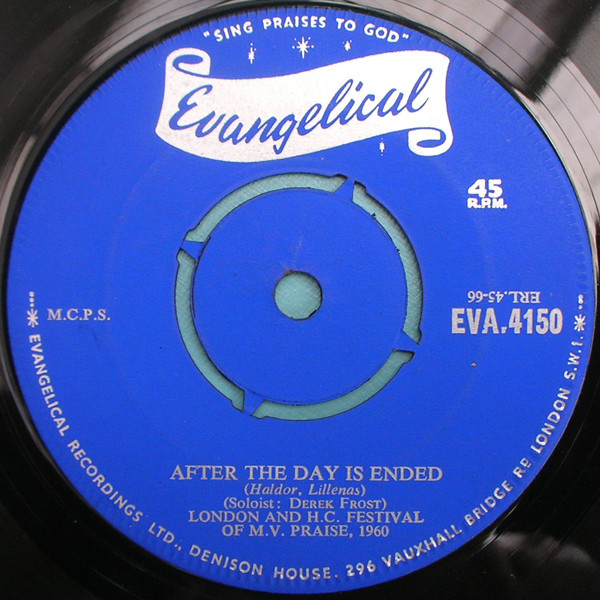 "SING PRAISES TO GOD"
Evangelical
45
R.P.M.
M.C.P.S.
ERL.45-66
EVA.4150
AFTER THE DAY IS ENDED
(Haldor, Lillenas)
(Soloist: DEREK FROST)
LONDON AND H.C. FESTIVAL
OF M.V. PRAISE, 1960
EVANGELICAL RECORDINGS LTD., DENISON HOUSE. 296 VAUXHALL BRIDGE RD LONDON S.W.1.